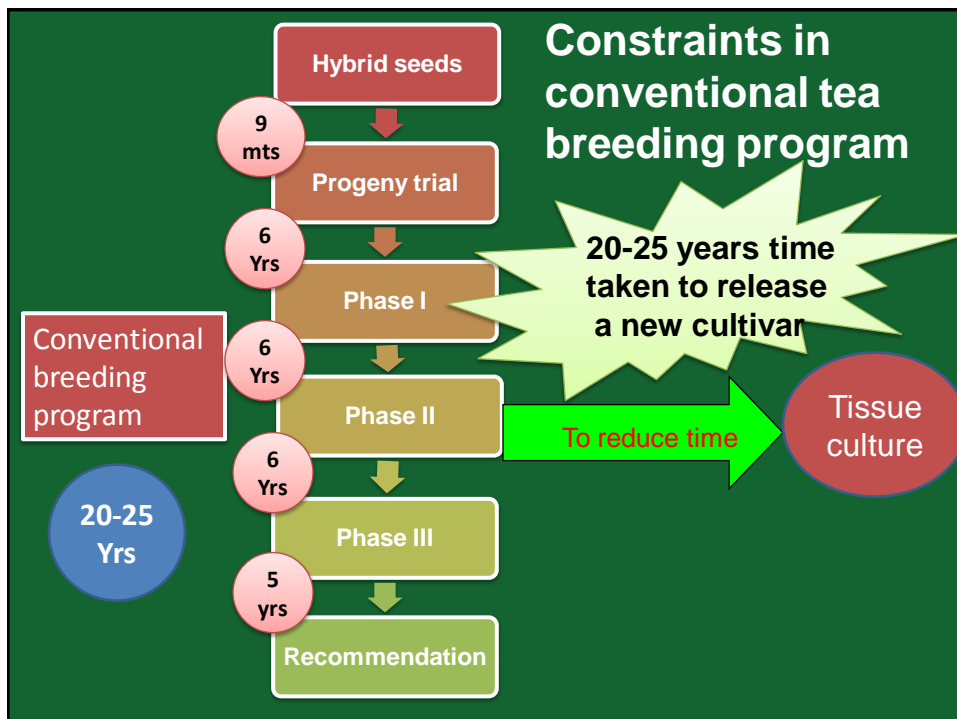 Constraints in
conventional tea
breeding program
Hybrid seeds
9
mts
Progeny trial
6
Yrs
Phase I
20-25 years time
taken to release
a new cultivar
Conventional
breeding
program
6
Yrs
Phase II
To reduce time
Tissue
culture
6
Yrs
Phase III
20-25
Yrs
5
yrs
Recommendation